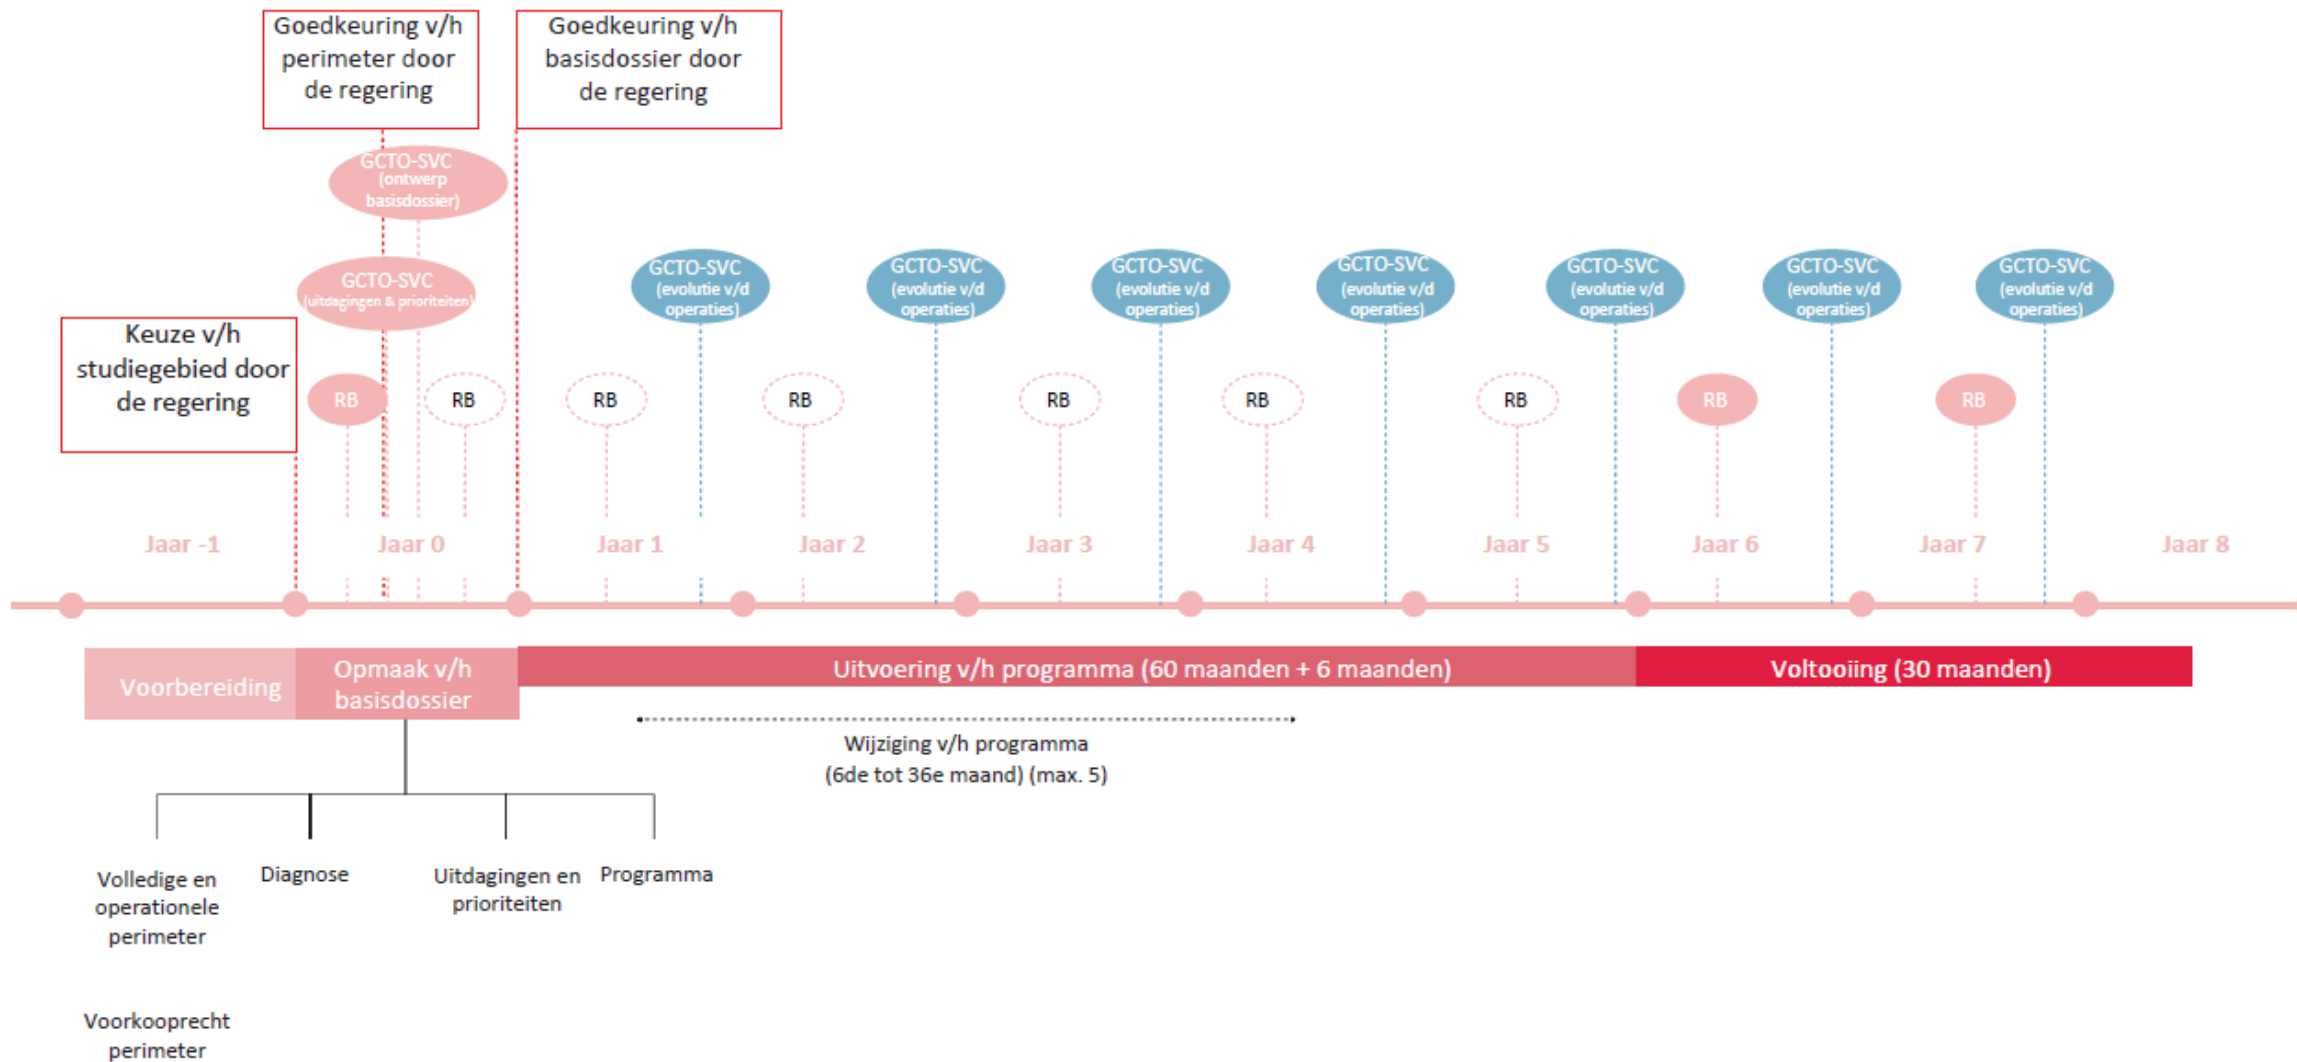 Goedkeuring v/h
perimeter door
de regering
Goedkeuring v/h
basisdossier door
de regering
GCTO-SVC
(ontwerp
basisdossier)
GCTO-SVC
(uitdagingen & prioriteiten)
Keuze v/h
studiegebied door
de regering
GCTO-SVC
(evolutie v/d
operaties)
GCTO-SVC
(evolutie v/d
operaties)
GCTO-SVC
(evolutie v/d
operaties)
GCTO-SVC
(evolutie v/d
operaties)
GCTO-SVC
(evolutie v/d
operaties)
GCTO-SVC
(evolutie v/d
operaties)
GCTO-SVC
(evolutie v/d
operaties)
RB
RB
RB
RB
RB
RB
RB
RB
RB
Jaar -1
Jaar 0
Jaar 1
Jaar 2
Jaar 3
Jaar 4
Jaar 5
Jaar 6
Jaar 7
Jaar 8
Voorbereiding
Opmaak v/h
basisdossier
Uitvoering v/h programma (60 maanden + 6 maanden)
Voltooiing (30 maanden)
Wijziging v/h programma
(6de tot 36e maand) (max. 5)
Volledige en
operationele
perimeter
Diagnose
Uitdagingen en
prioriteiten
Programma
Voorkooprecht
perimeter